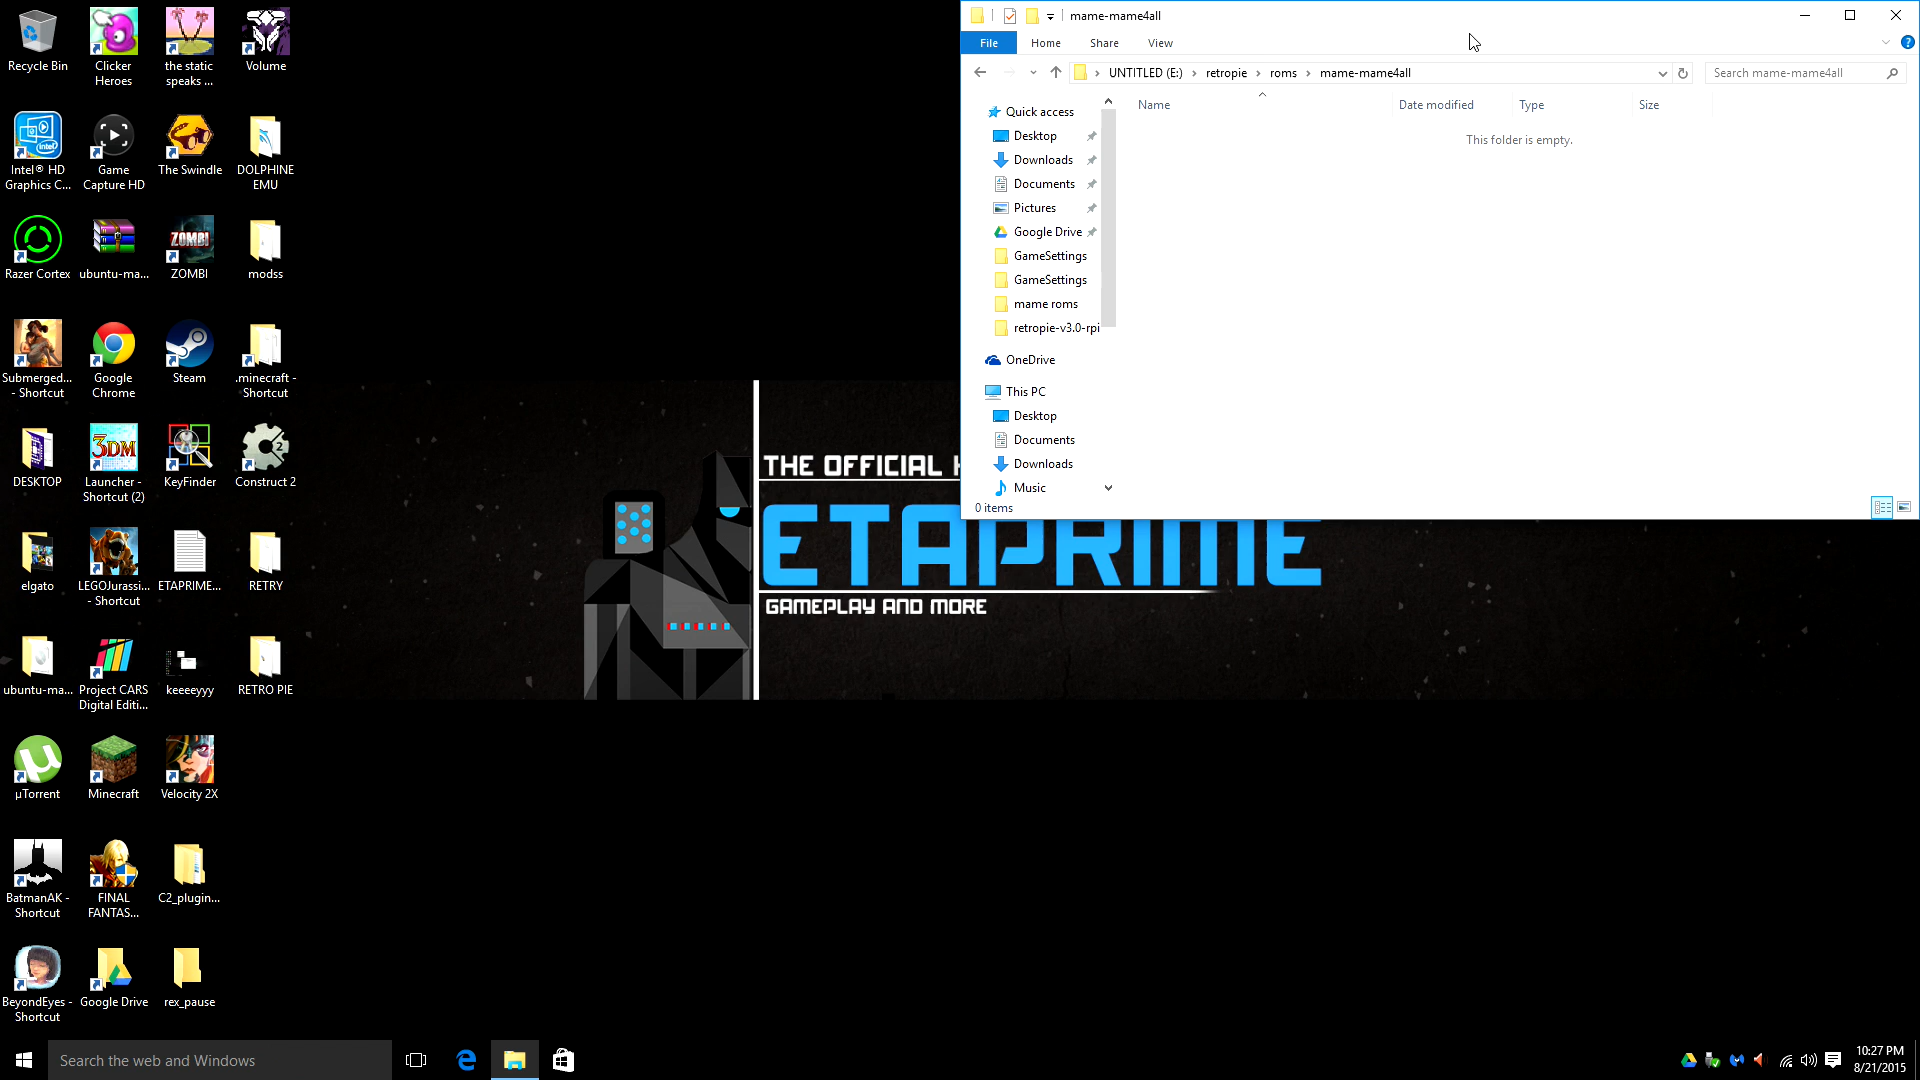 Recycle Bin
Clicker
Heroes
the static
speaks ...
Volume
Intel® HD
Graphics C...
Game
Capture HD
The Swindle
DOLPHINE
EMU
Razer Cortex
ubuntu-ma...
ZOMBI
ZOMBI
modss
Submerged...
- Shortcut
Google
Chrome
Steam
.minecraft -
Shortcut
DESKTOP
3DM
Launcher -
Shortcut (2)
KeyFinder
2
Construct 2
elgato
LEGOJurassi...
- Shortcut
ETAPRIME...
RETRY
ubuntu-ma...
Project CARS
Digital Editi...
keeeeyyy
RETRO PIE
µTorrent
Minecraft
Velocity 2X
BatmanAK -
Shortcut
FINAL
FANTAS...
C2_plugin...
BeyondEyes -
Shortcut
Google Drive
rex_pause
mame-mame4all
File
Home
Share
View
UNTITLED (E:)
retropie
roms
mame-mame4all
Search mame-mame4all
Name
Date modified
Type
Size
This folder is empty.
Quick access
Desktop
Downloads
Documents
Pictures
Google Drive
GameSettings
GameSettings
mame roms
retropie-v3.0-rpi
OneDrive
This PC
Desktop
Documents
Downloads
Music
0 items
THE OFFICIAL
ETAPRIME
GAMEPLAY AND MORE
Search the web and Windows
10:27 PM
8/21/2015